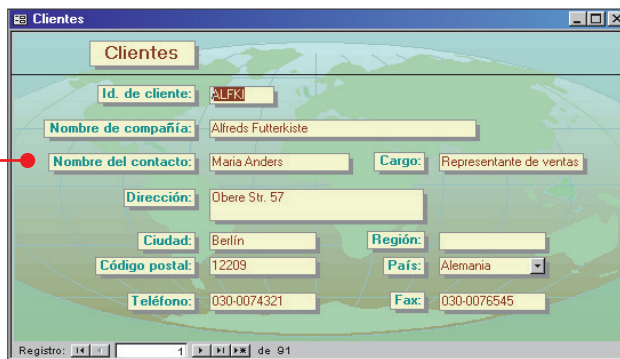 Clientes
Clientes
Id. de cliente: ALFKI
Nombre de compañía: Alfreds Futterkiste
Nombre del contacto: Maria Anders Cargo: Representante de ventas
Dirección: Obere Str. 57
Ciudad: Berlín Región:
Código postal: 12209 País: Alemania
Teléfono: 030-0074321 Fax: 030-0076545
Registro: 1 de 91